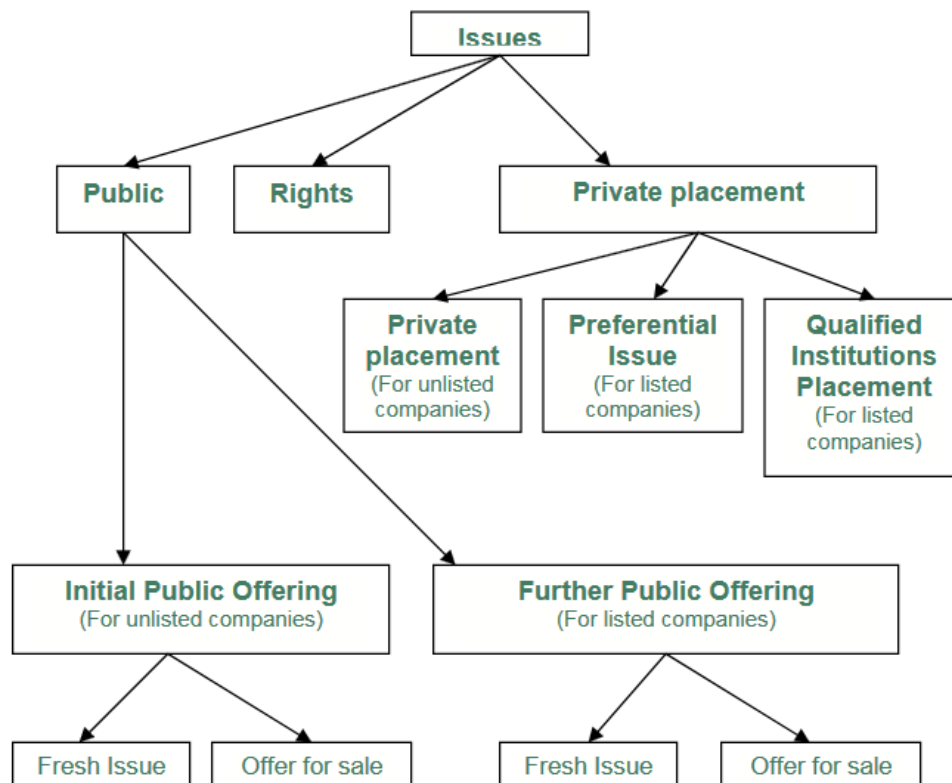 Issues
Public
Rights
Private placement
Private
placement
(For unlisted
companies)
Preferential
Issue
(For listed
companies)
Qualified
Institutions
Placement
(For listed
companies)
Initial Public Offering
(For unlisted companies)
Further Public Offering
(For listed companies)
Fresh Issue
Offer for sale
Fresh Issue
Offer for sale